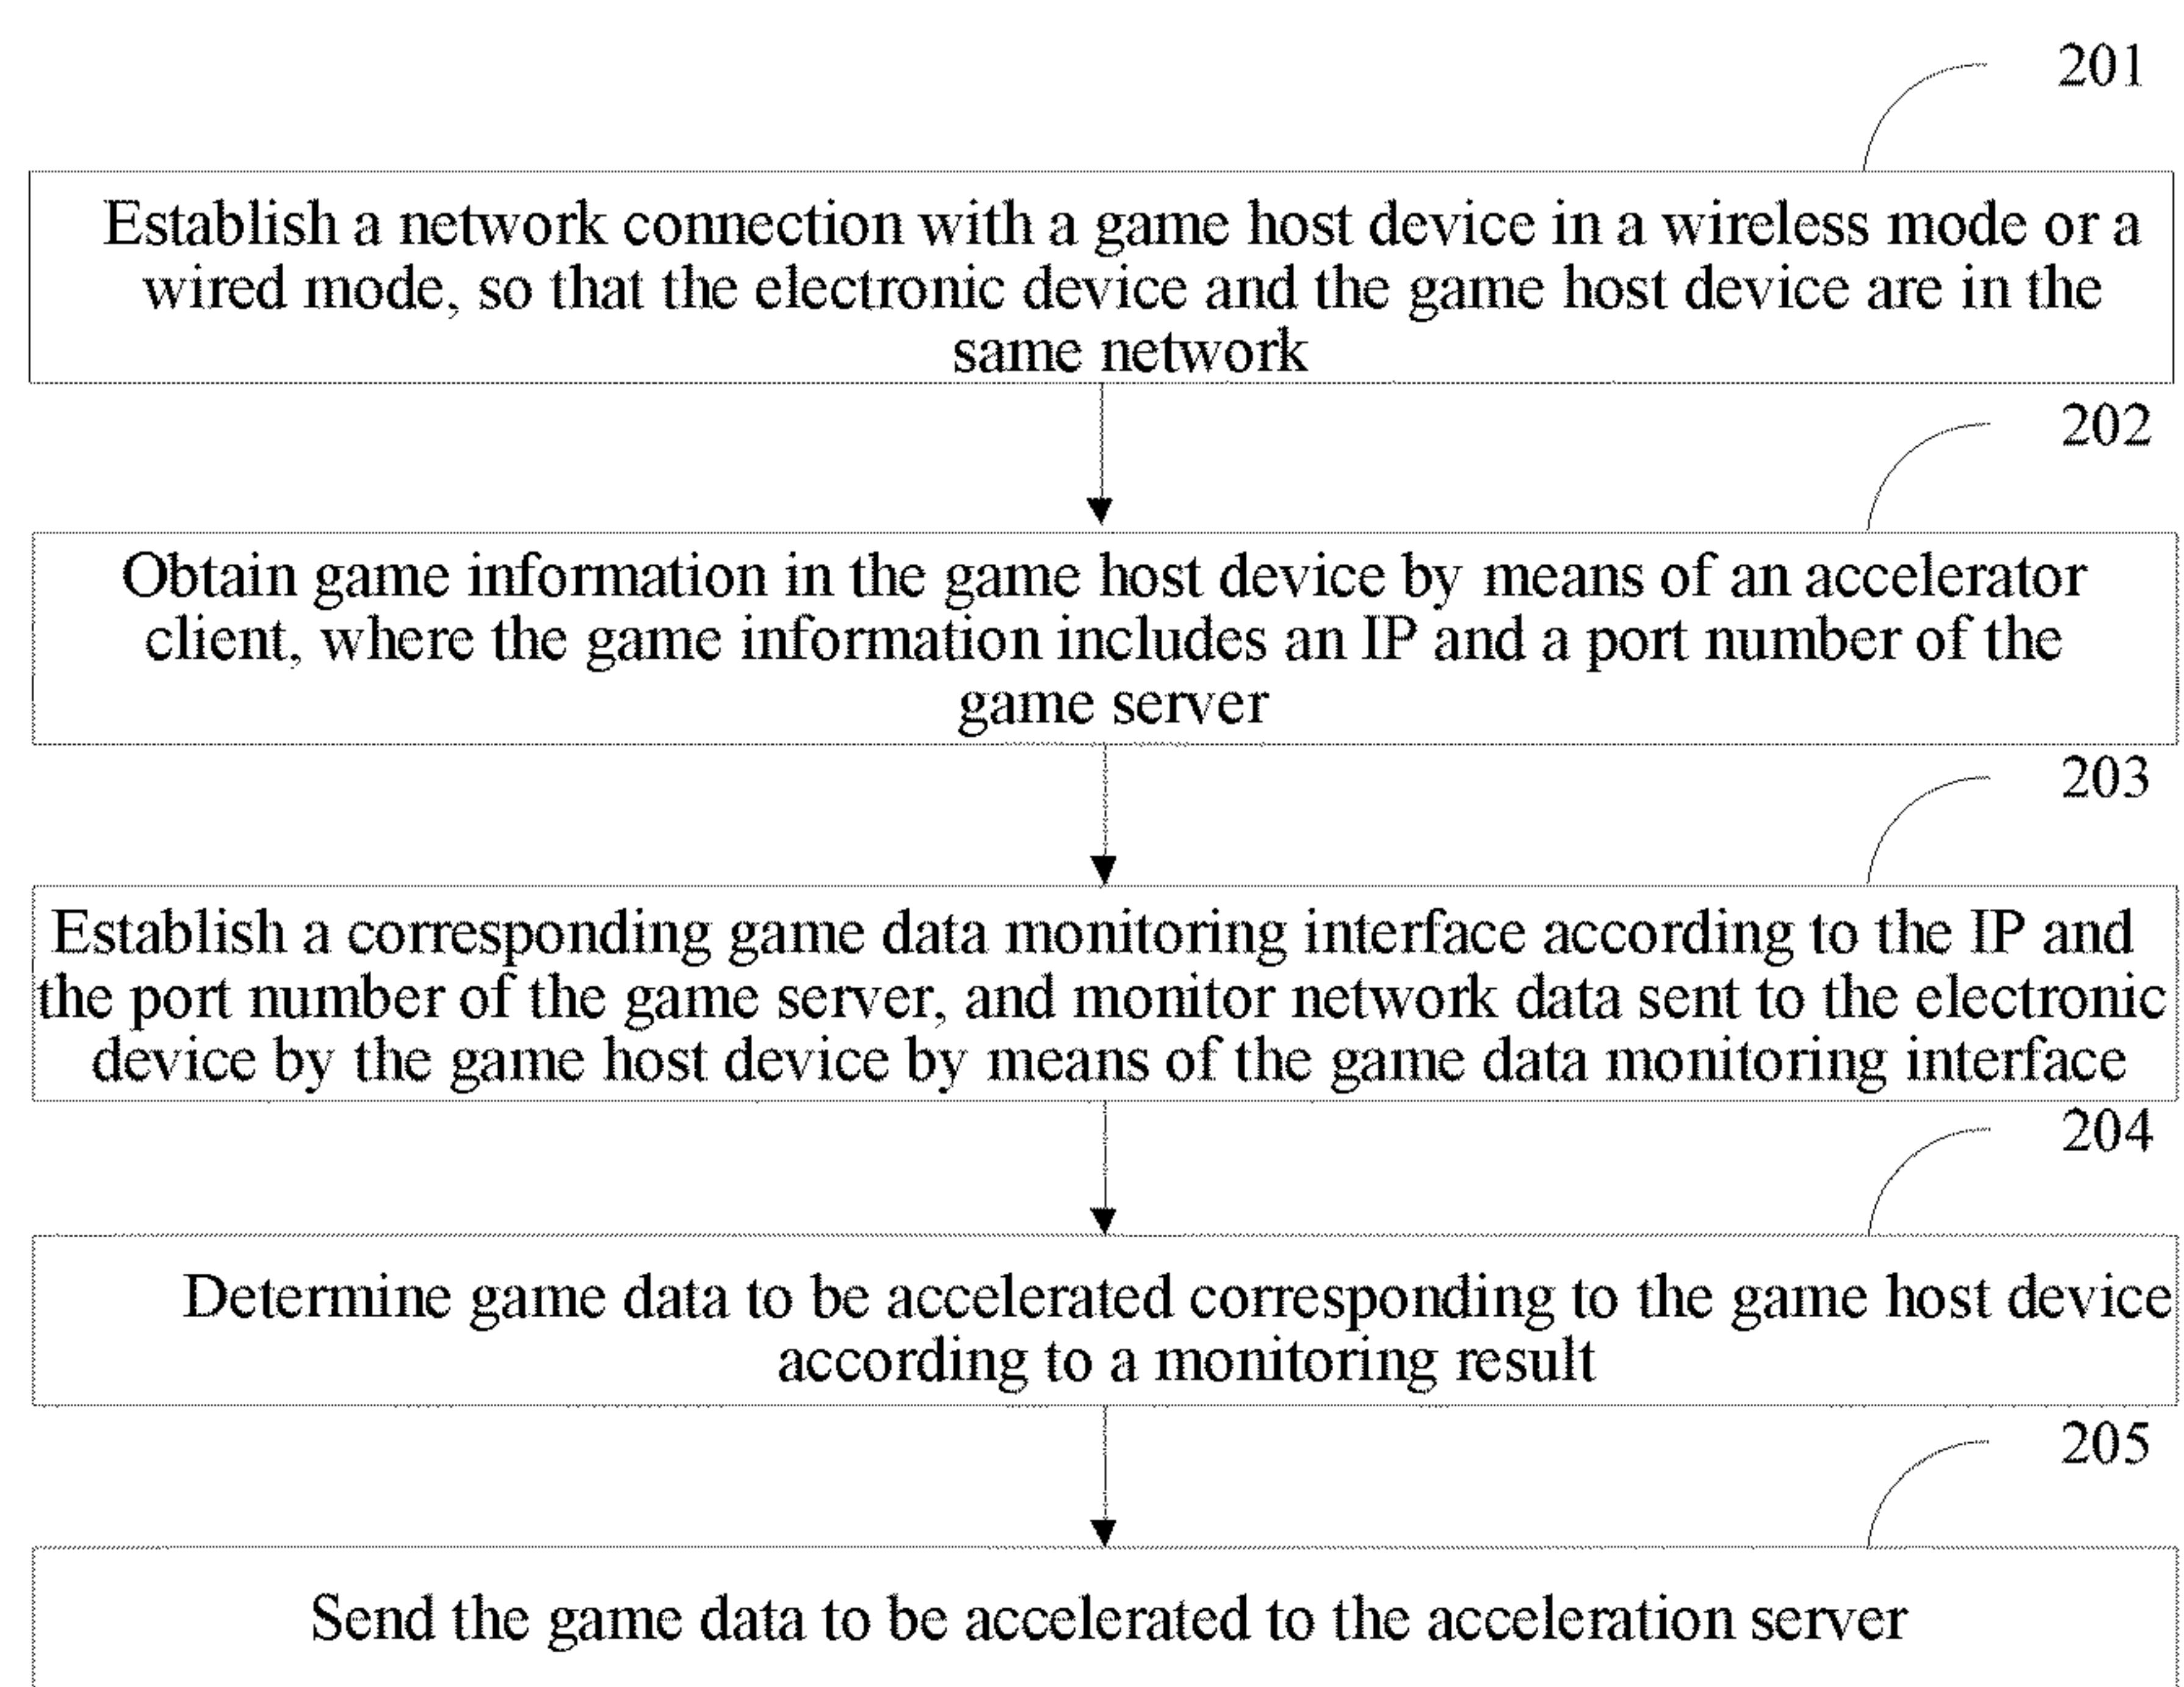 201
Establish a network connection with a game host device in a wireless mode or a
wired mode, so that the electronic device and the game host device are in the
same network
202
Obtain game information in the game host device by means of an accelerator
client, where the game information includes an IP and a port number of the
game server
203
Establish a corresponding game data monitoring interface according to the IP and
the port number of the game server, and monitor network data sent to the electronic
device by the game host device by means of the game data monitoring interface
204
Determine game data to be accelerated corresponding to the game host device
according to a monitoring result
205
Send the game data to be accelerated to the acceleration server